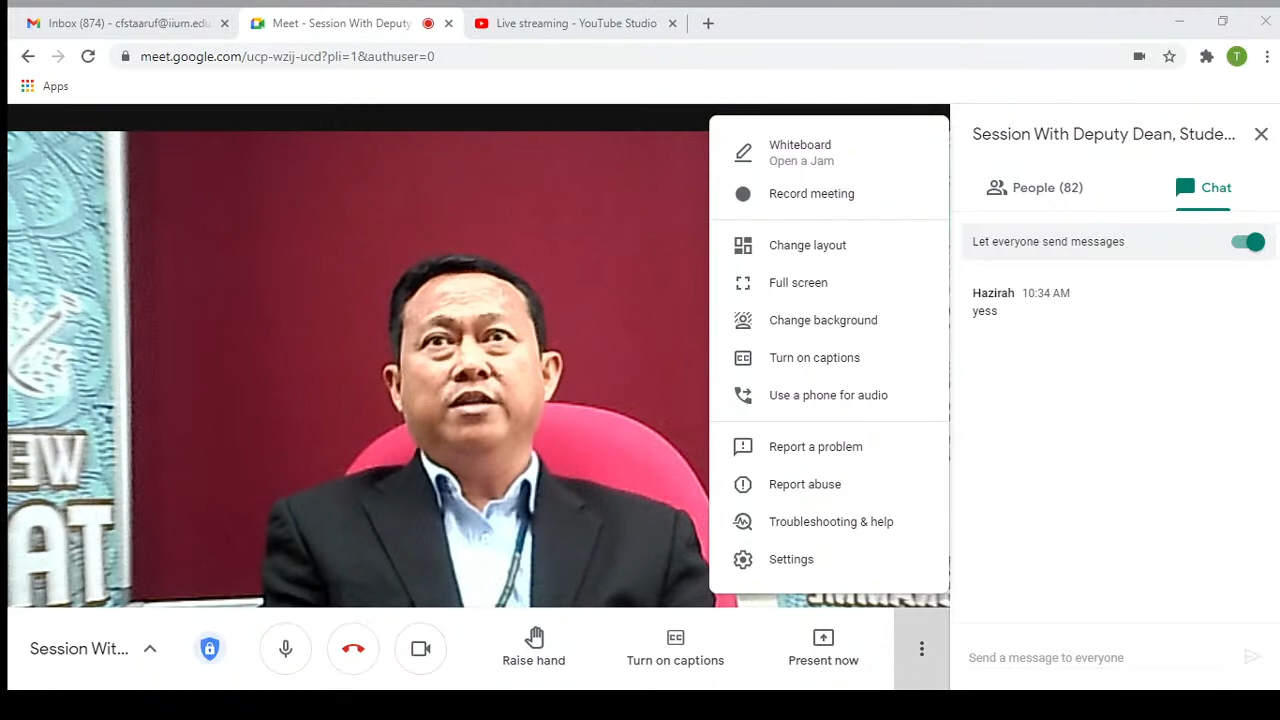 Inbox (874) - cfstaaruf@iium.edu
Meet - Session With Deputy
Live streaming - YouTube Studio
meet.google.com/ucp-wzij-ucd?pli=1&authuser=0
T
Apps
Whiteboard
Open a Jam
Record meeting
Change layout
Full screen
Change background
Turn on captions
Use a phone for audio
Report a problem
Report abuse
Troubleshooting & help
Settings
Session With Deputy Dean, Stude...
People (82)
Chat
Let everyone send messages
Hazirah 10:34 AM
yess
Session Wit...
Raise hand
Turn on captions
Present now
Send a message to everyone